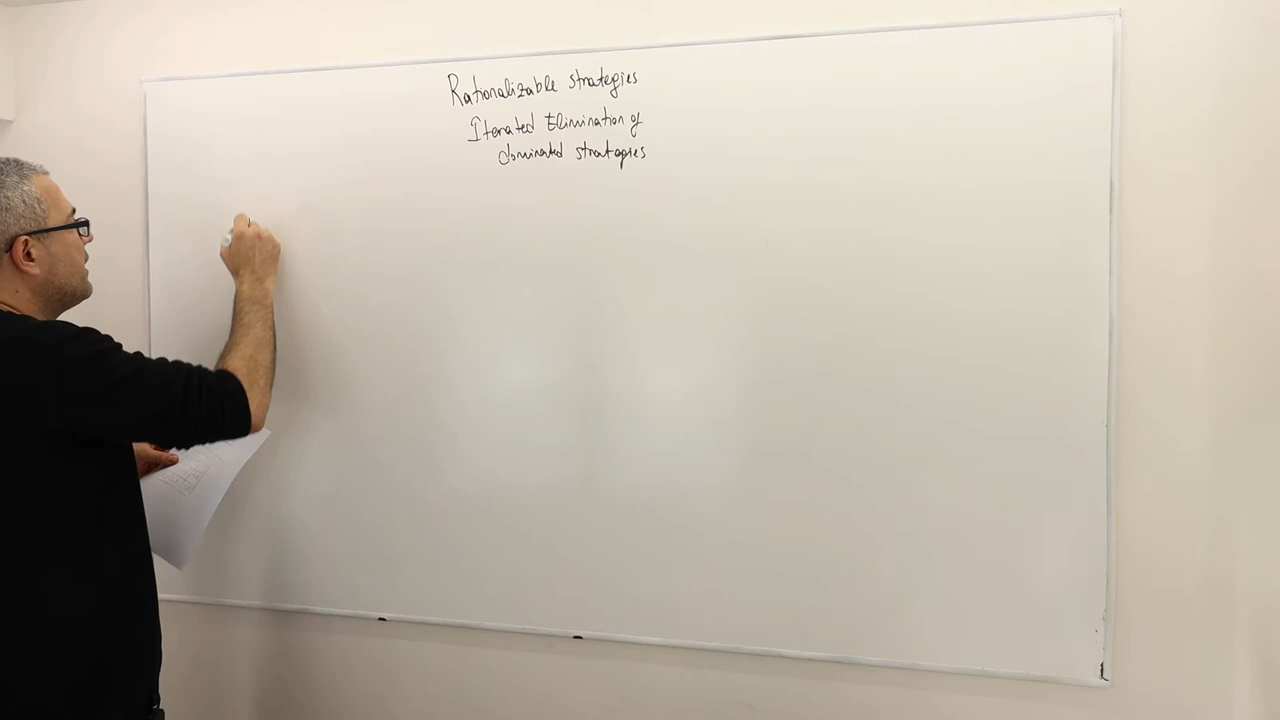 Rationalizable strategies
Iterated Elimination of
dominated strategies